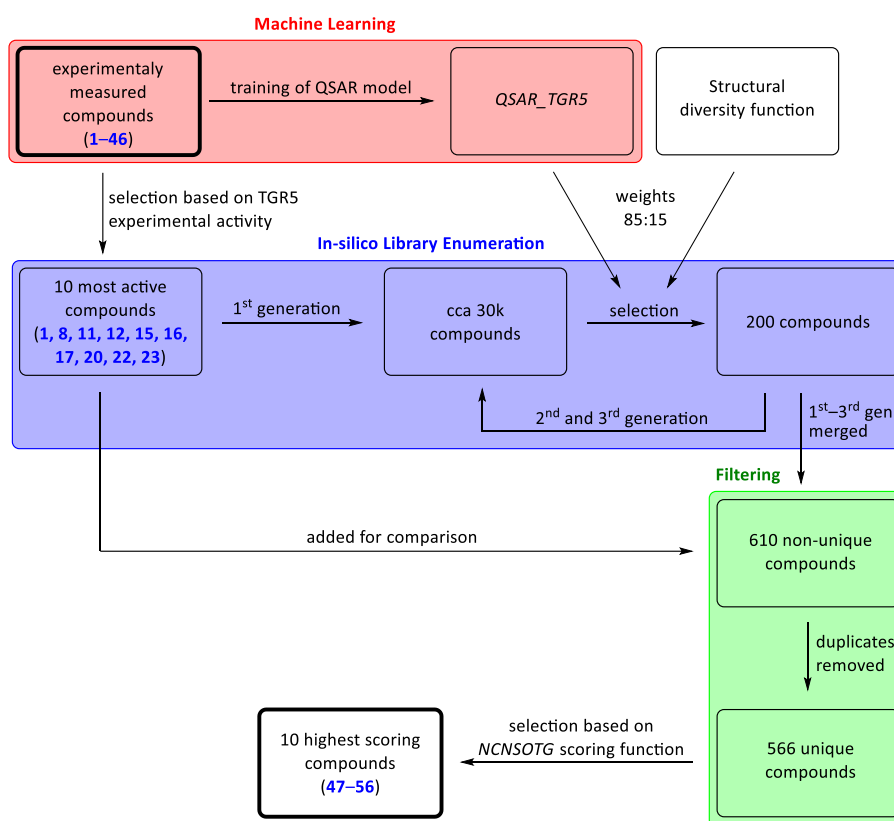 Machine Learning
experimentaly
measured
compounds
(1–46)
training of QSAR model
QSAR_TGR5
Structural
diversity function
selection based on TGR5
experimental activity
weights
85:15
In-silico Library Enumeration
10 most active
compounds
(1, 8, 11, 12, 15, 16,
17, 20, 22, 23)
1st generation
cca 30k
compounds
selection
200 compounds
2nd and 3rd generation
1st–3rd gen
merged
Filtering
added for comparison
610 non-unique
compounds
duplicates
removed
566 unique
compounds
selection based on
NCNSOTG scoring function
10 highest scoring
compounds
(47–56)